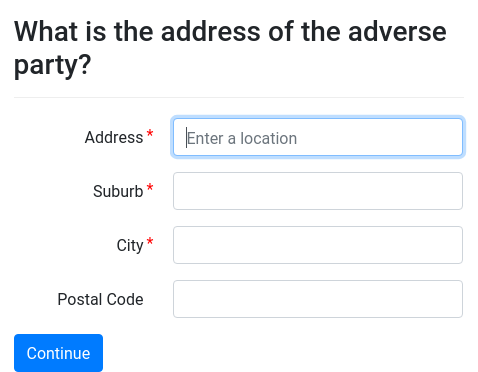 What is the address of the adverse
party?
Address *
Enter a location
Suburb *
City *
Postal Code
Continue